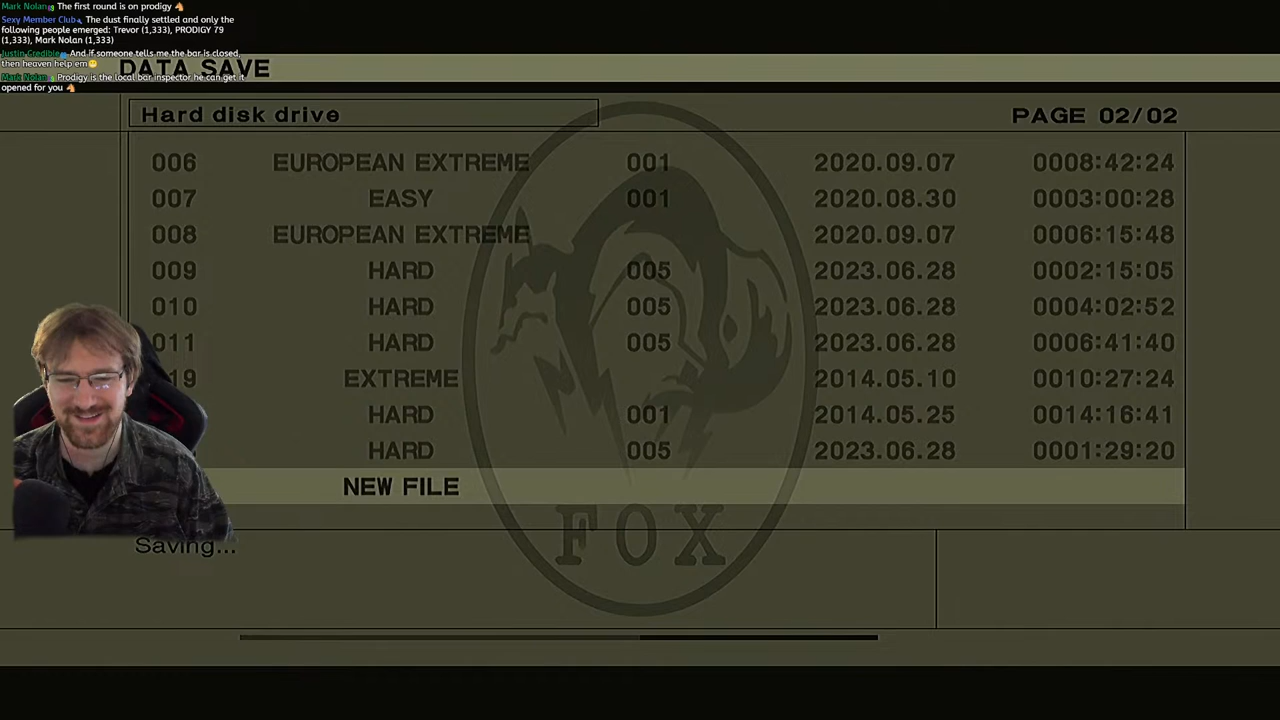 Mark Nolan The first round is on prodigy
Sexy Member Club The dust finally settled and only the
following people emerged: Trevor (1,333), PRODIGY 79
(1,333), Mark Nolan (1,333)
Justin Credible And if someone tells me the bar is closed,
then heaven help em
Mark Nolan Prodigy is the local bar inspector he can get it
opened for you
DATA SAVE
Hard disk drive PAGE 02/02
006 EUROPEAN EXTREME 001 2020.09.07 0008:42:24
007 EASY 001 2020.08.30 0003:00:28
008 EUROPEAN EXTREME 2020.09.07 0006:15:48
009 HARD 005 2023.06.28 0002:15:05
010 HARD 005 2023.06.28 0004:02:52
011 HARD 005 2023.06.28 0006:41:40
19 EXTREME 2014.05.10 0010:27:24
HARD 001 2014.05.25 0014:16:41
HARD 005 2023.06.28 0001:29:20
NEW FILE
FOX
Saving...